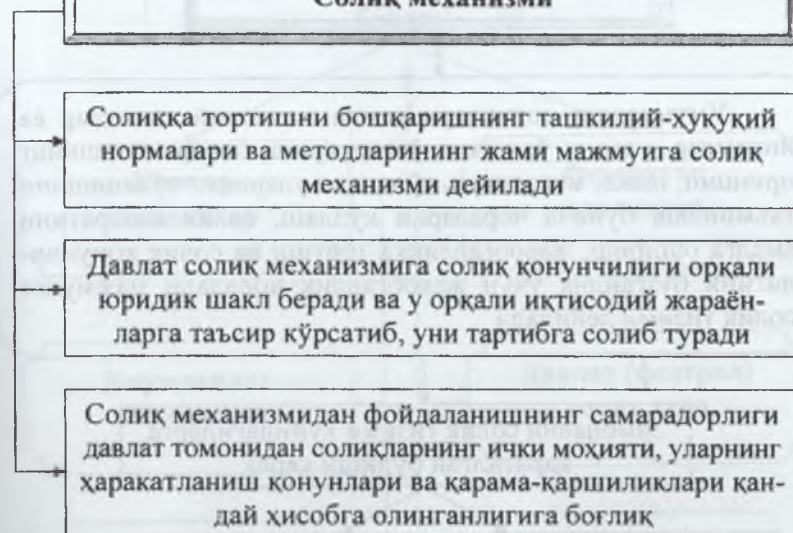 Солиқ механизми
Солиққа тортишни бошқаришнинг ташкилий-ҳуқуқий
нормалари ва методларининг жами мажмуига солиқ
механизми дейилади
Давлат солиқ механизмига солиқ қонунчилиги орқали
юридик шакл беради ва у орқали иқтисодий жараён-
ларга таъсир кўрсатиб, уни тартибга солиб туради
Солиқ механизмидан фойдаланишнинг самарадорлиги
давлат томонидан солиқларнинг ички моҳияти, уларнинг
ҳаракатланиш қонунлари ва қарама-қаршиликлари қан-
дай ҳисобга олинганлигига боғлиқ